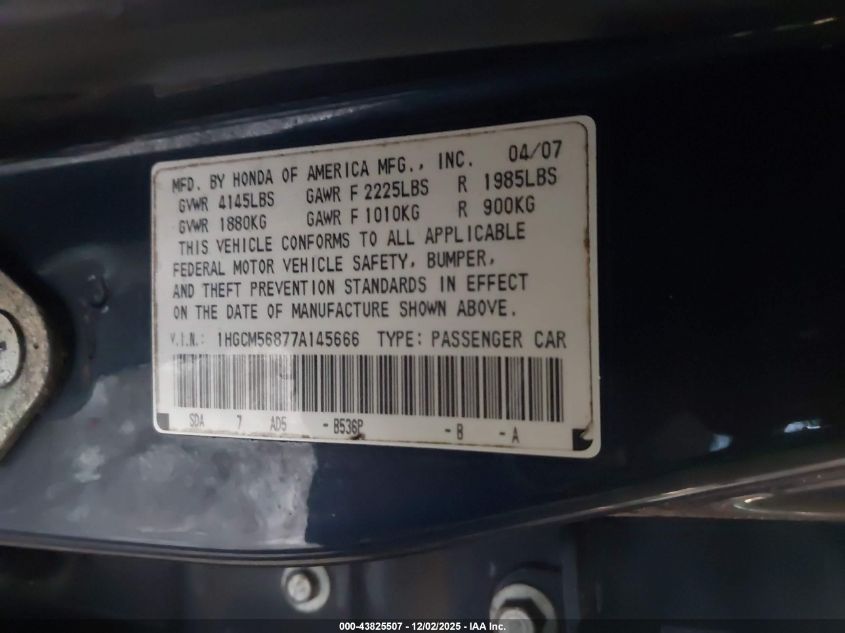 MFD. BY HONDA OF AMERICA MFG., INC. 04/07
GVWR 4145LBS GAWR F 2225LBS R 1985LBS
GVWR 1880KG GAWR F 1010KG R 900KG
THIS VEHICLE CONFORMS TO ALL APPLICABLE
FEDERAL MOTOR VEHICLE SAFETY, BUMPER,
AND THEFT PREVENTION STANDARDS IN EFFECT
ON THE DATE OF MANUFACTURE SHOWN ABOVE.
V.I.N.: 1HGCM56877A145666 TYPE: PASSENGER CAR
SDA 7 AD5 - B536P - B - A
000-43825507 - 12/02/2025 - IAA Inc.